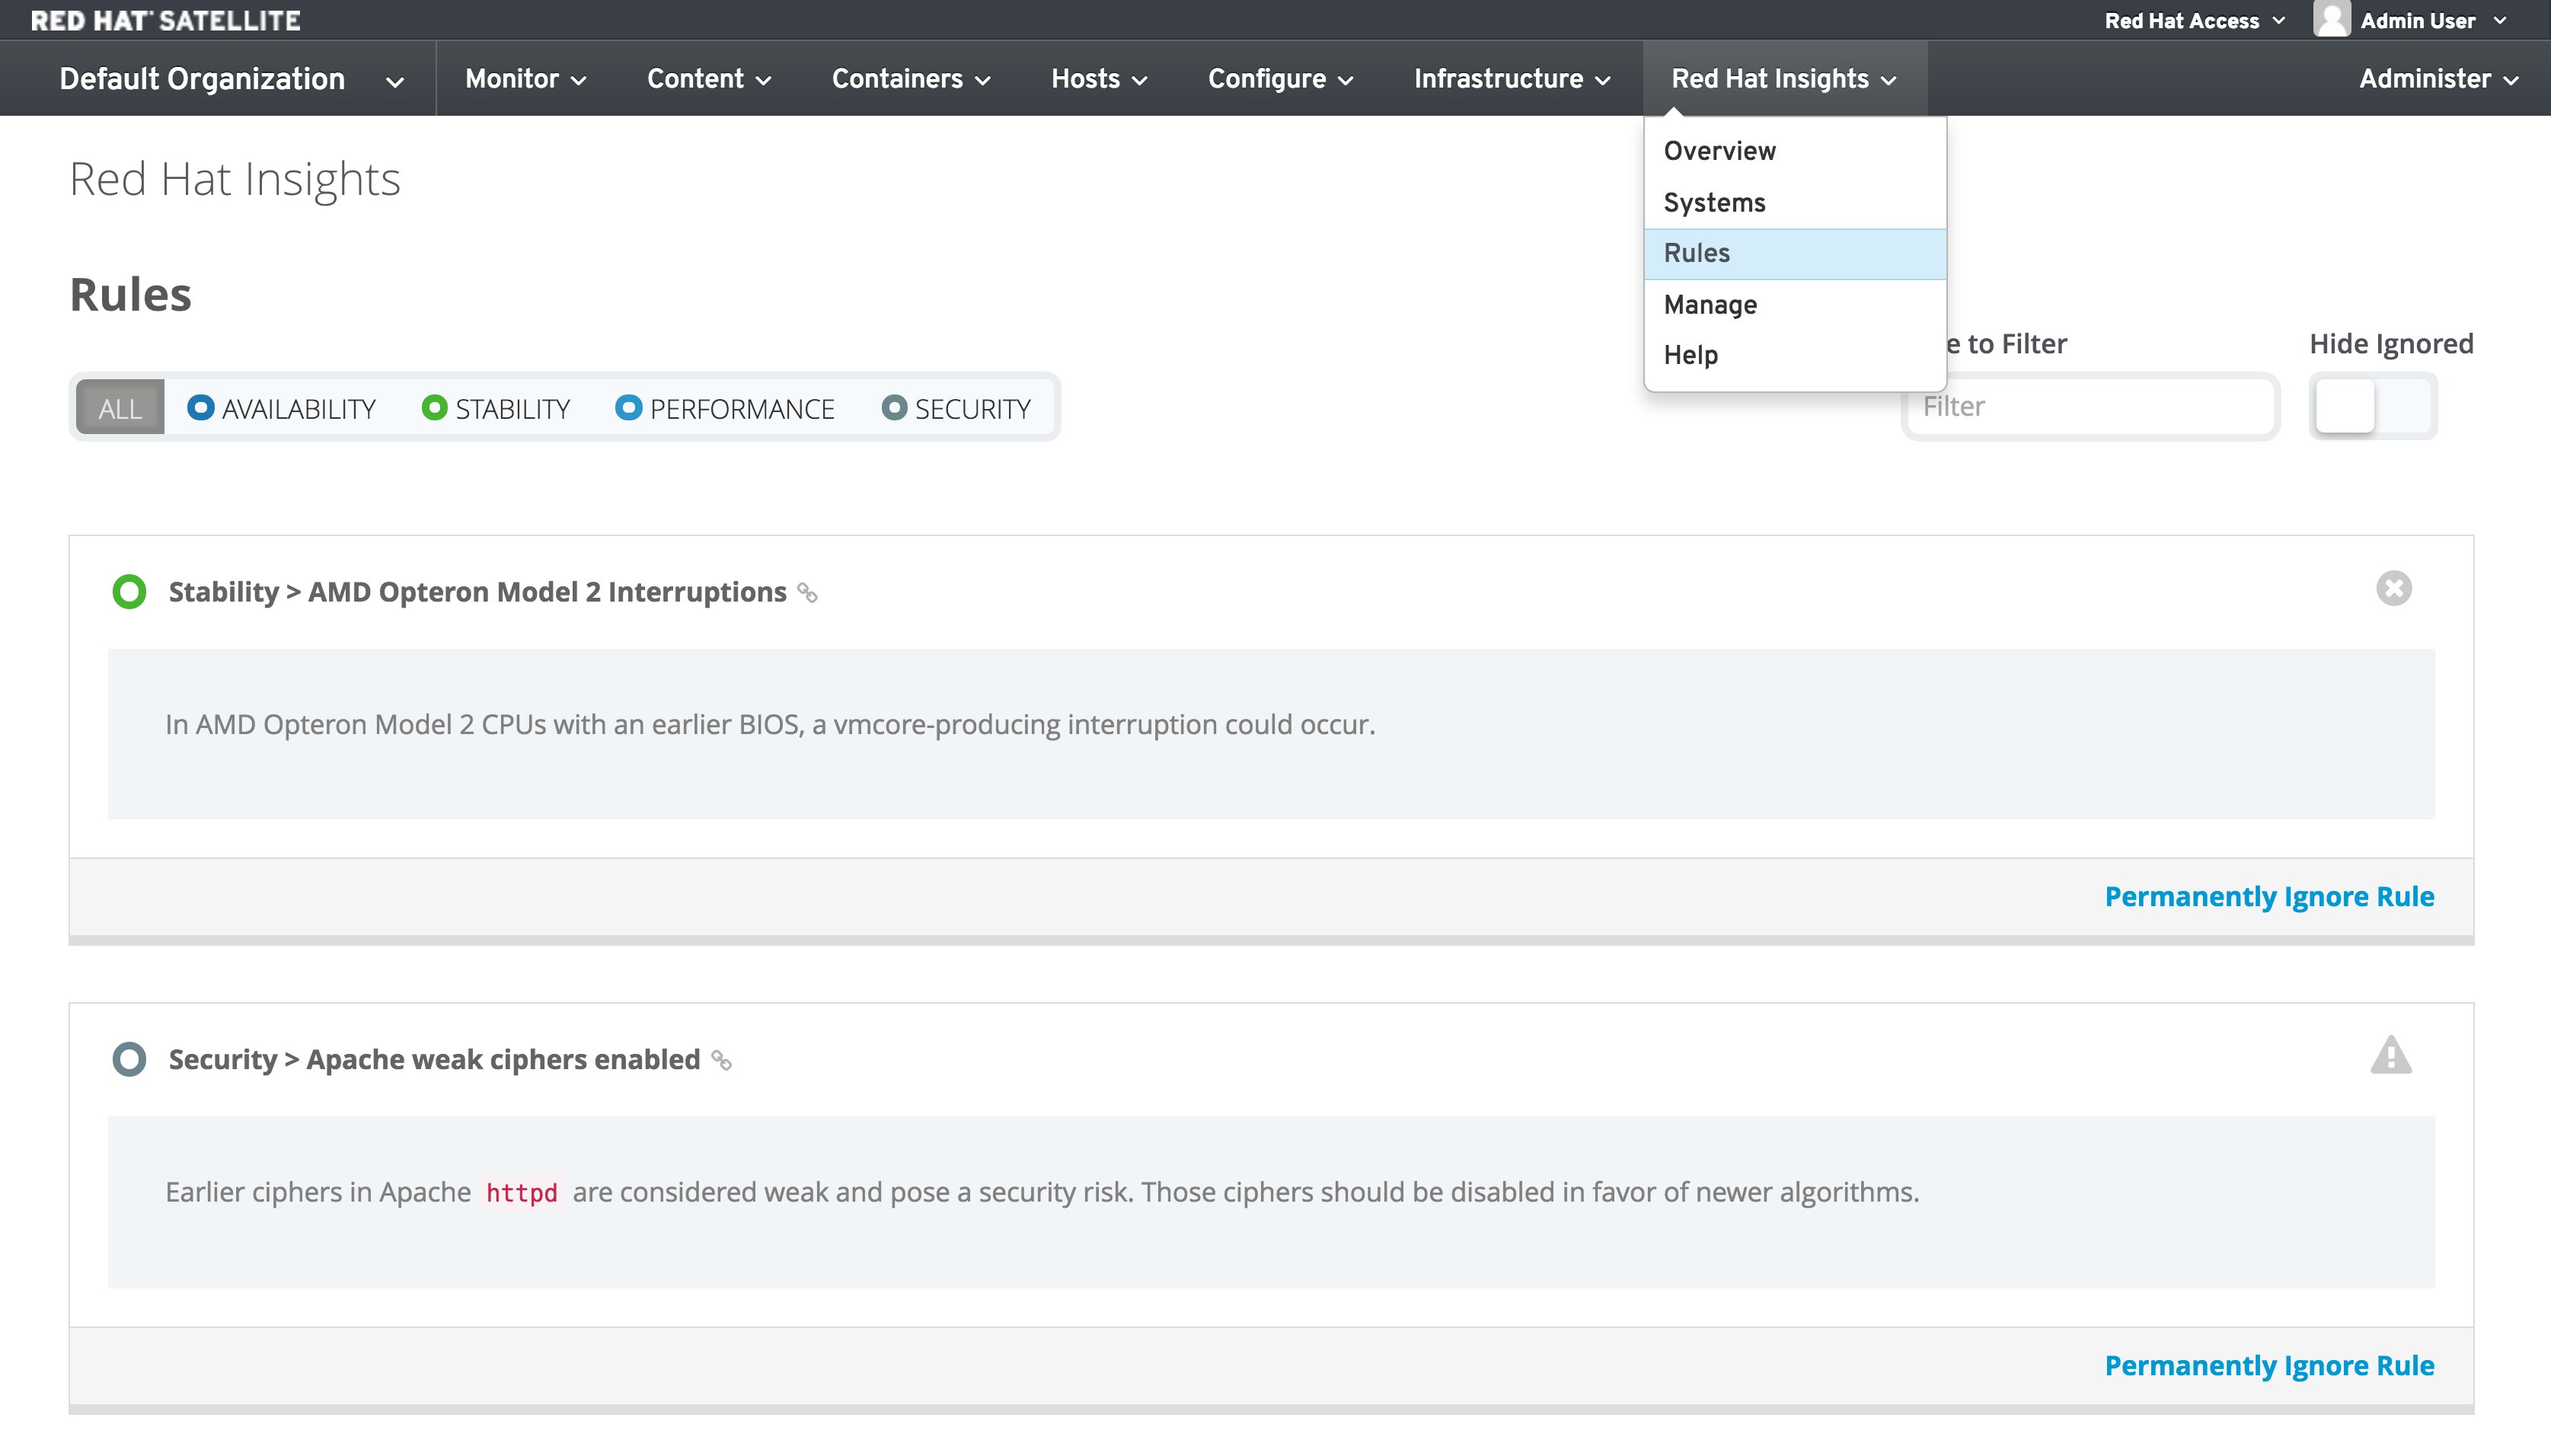 RED HAT SATELLITE
Red Hat Access
Admin User
Default Organization
Monitor
Content
Containers
Hosts
Configure
Infrastructure
Red Hat Insights
Administer
Overview
Systems
Rules
Manage
Help
Red Hat Insights
Rules
e to Filter
Hide Ignored
ALL
AVAILABILITY
STABILITY
PERFORMANCE
SECURITY
Filter
Stability > AMD Opteron Model 2 Interruptions
In AMD Opteron Model 2 CPUs with an earlier BIOS, a vmcore-producing interruption could occur.
Permanently Ignore Rule
Security > Apache weak ciphers enabled
Earlier ciphers in Apache httpd are considered weak and pose a security risk. Those ciphers should be disabled in favor of newer algorithms.
Permanently Ignore Rule